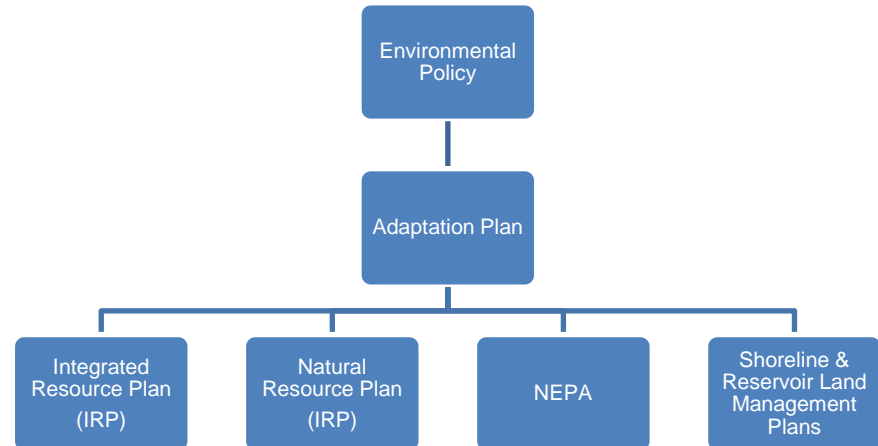 Environmental
Policy
Adaptation Plan
Integrated
Resource Plan
(IRP)
Natural
Resource Plan
(IRP)
NEPA
Shoreline &
Reservoir Land
Management
Plans